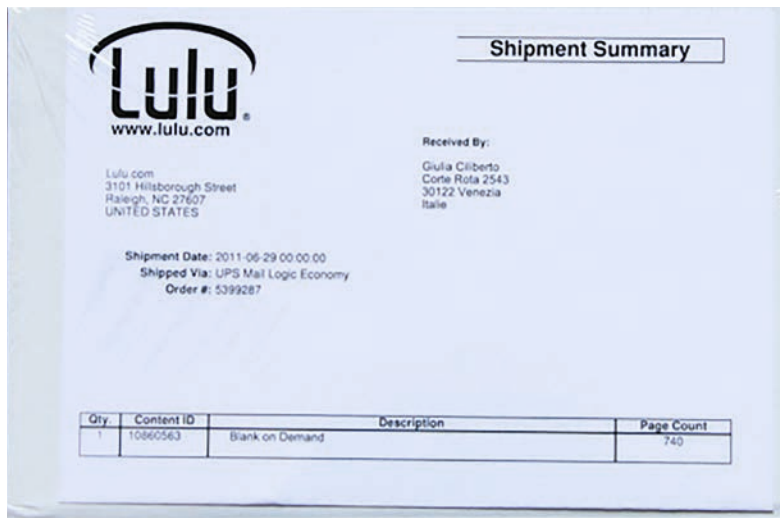 Lulu®
www.lulu.com
Shipment Summary
Lulu.com
3101 Hillsborough Street
Raleigh, NC 27607
UNITED STATES
Received By:
Giulia Ciliberto
Corte Rota 2543
30122 Venezia
Italie
Shipment Date: 2011-06-29 00:00:00
Shipped Via: UPS Mail Logic Economy
Order #: 5399287
Qty. Content ID Description Page Count
1 10860563 Blank on Demand 740